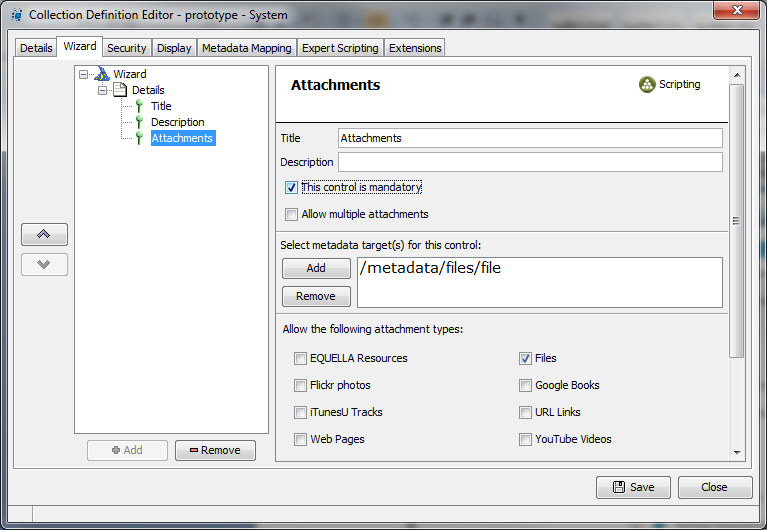 Collection Definition Editor - prototype - System
Details Wizard Security Display Metadata Mapping Expert Scripting Extensions
Wizard
Details
Title
Description
Attachments
Add Remove
Attachments Scripting
Title Attachments
Description
This control is mandatory
Allow multiple attachments
Select metadata target(s) for this control:
Add
Remove
/metadata/files/file
Allow the following attachment types:
EQUELLA Resources Files
Flickr photos Google Books
iTunesU Tracks URL Links
Web Pages YouTube Videos
Save Close